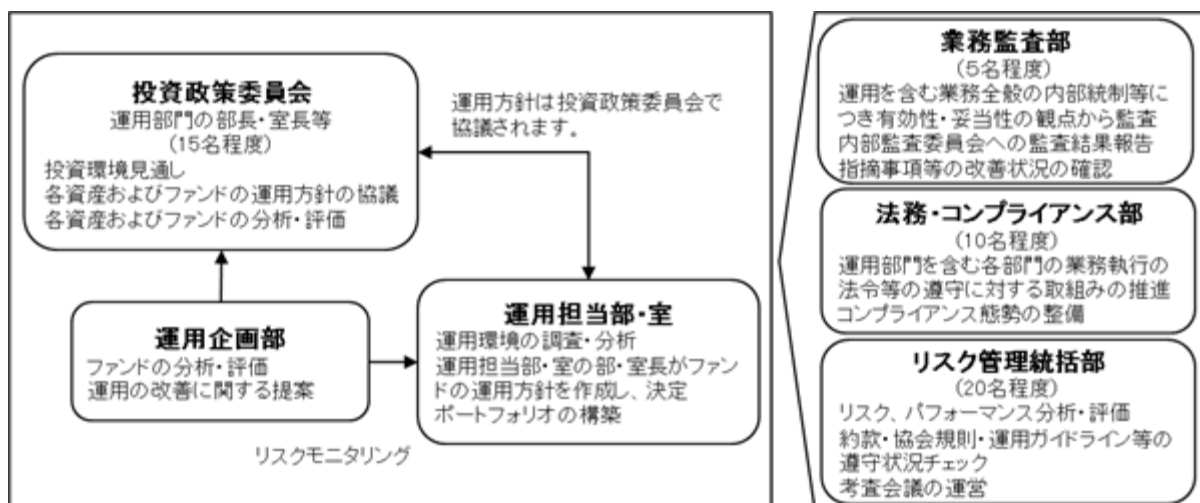 投資政策委員会
運用部門の部長・室長等
(15名程度)
投資環境見通し
各資産およびファンドの運用方針の協議
各資産およびファンドの分析・評価
運用方針は投資政策委員会で
協議されます。
運用企画部
ファンドの分析・評価
運用の改善に関する提案
運用担当部・室
運用環境の調査・分析
運用担当部・室の部・室長がファン
ドの運用方針を作成し、決定
ポートフォリオの構築
リスクモニタリング
業務監査部
(5名程度)
運用を含む業務全般の内部統制等に
つき有効性・妥当性の観点から監査
内部監査委員会への監査結果報告
指摘事項等の改善状況の確認
法務・コンプライアンス部
(10名程度)
運用部門を含む各部門の業務執行の
法令等の遵守に対する取組みの推進
コンプライアンス態勢の整備
リスク管理統括部
(20名程度)
リスク、パフォーマンス分析・評価
約款・協会規則・運用ガイドライン等の
遵守状況チェック
考査会議の運営